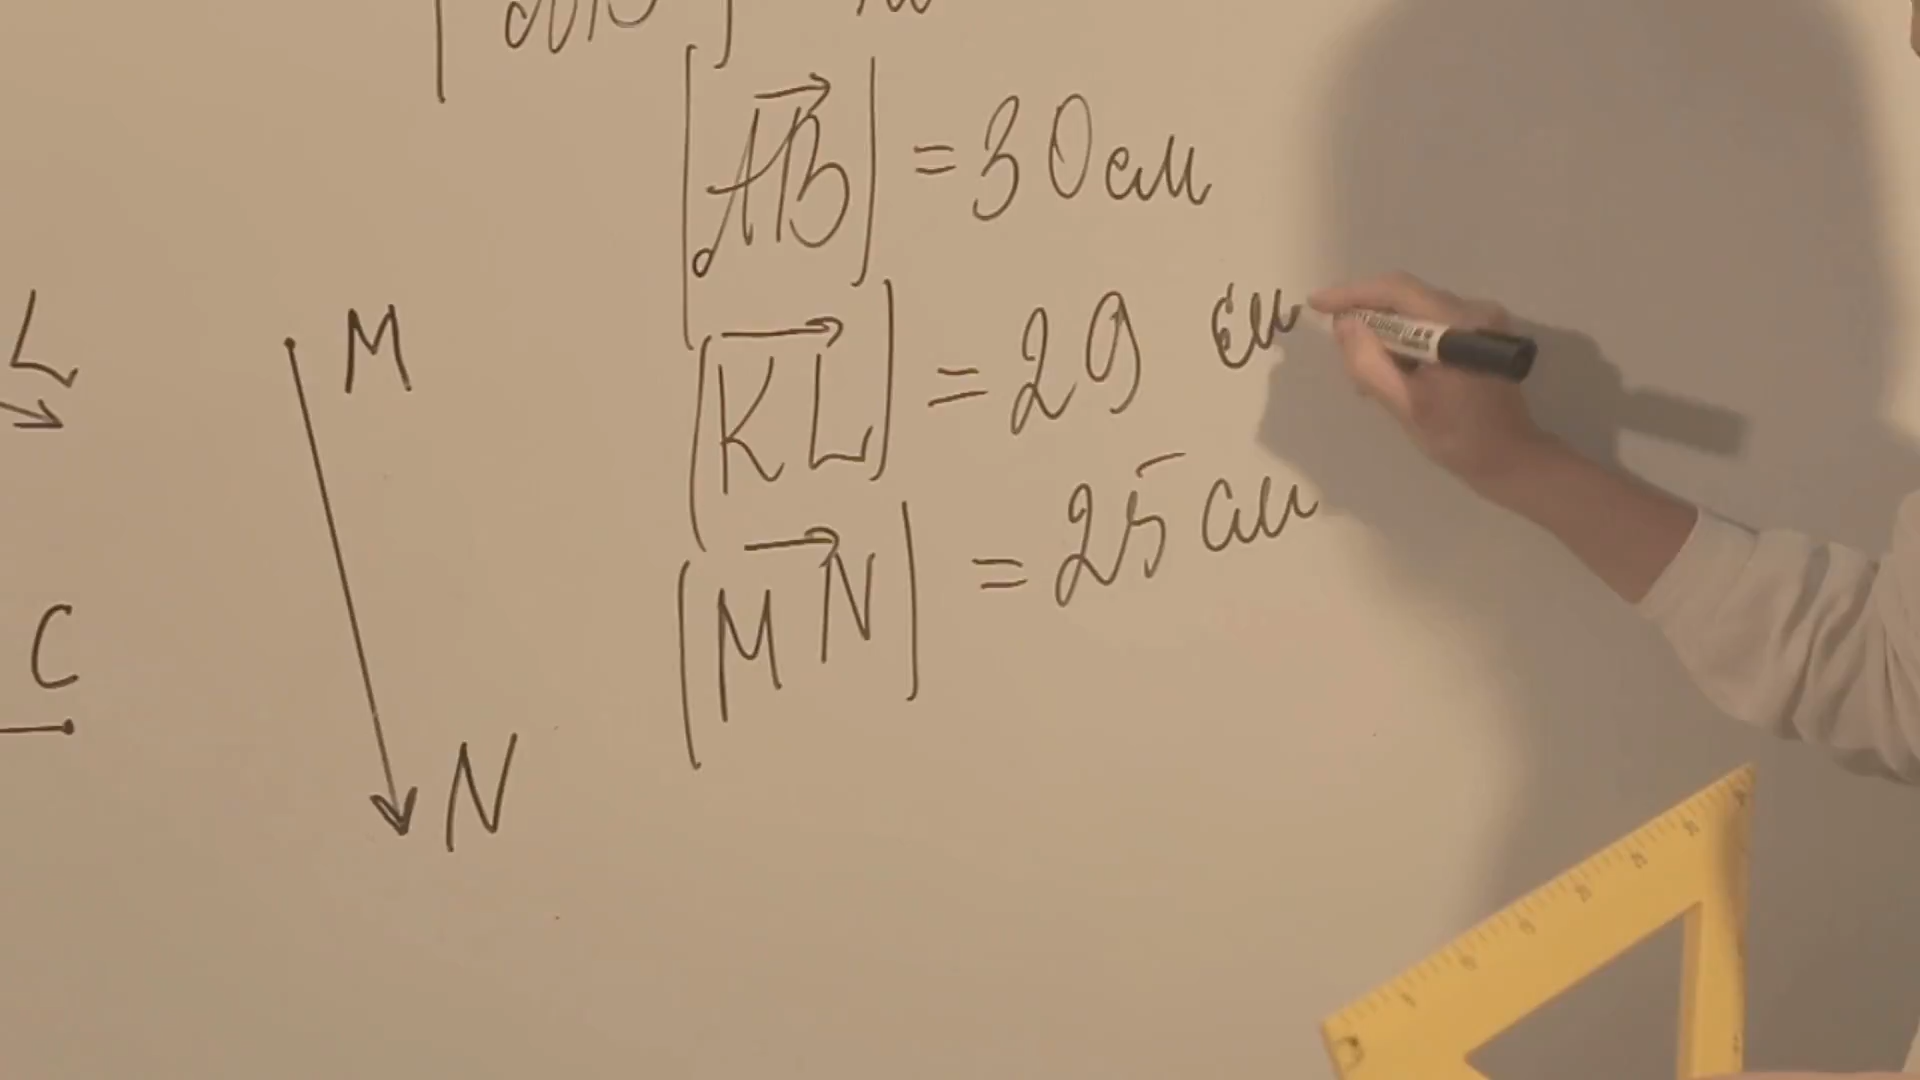 |AB| = 30 см
L
M
|KL| = 29 см
|MN| = 25 см
C
N